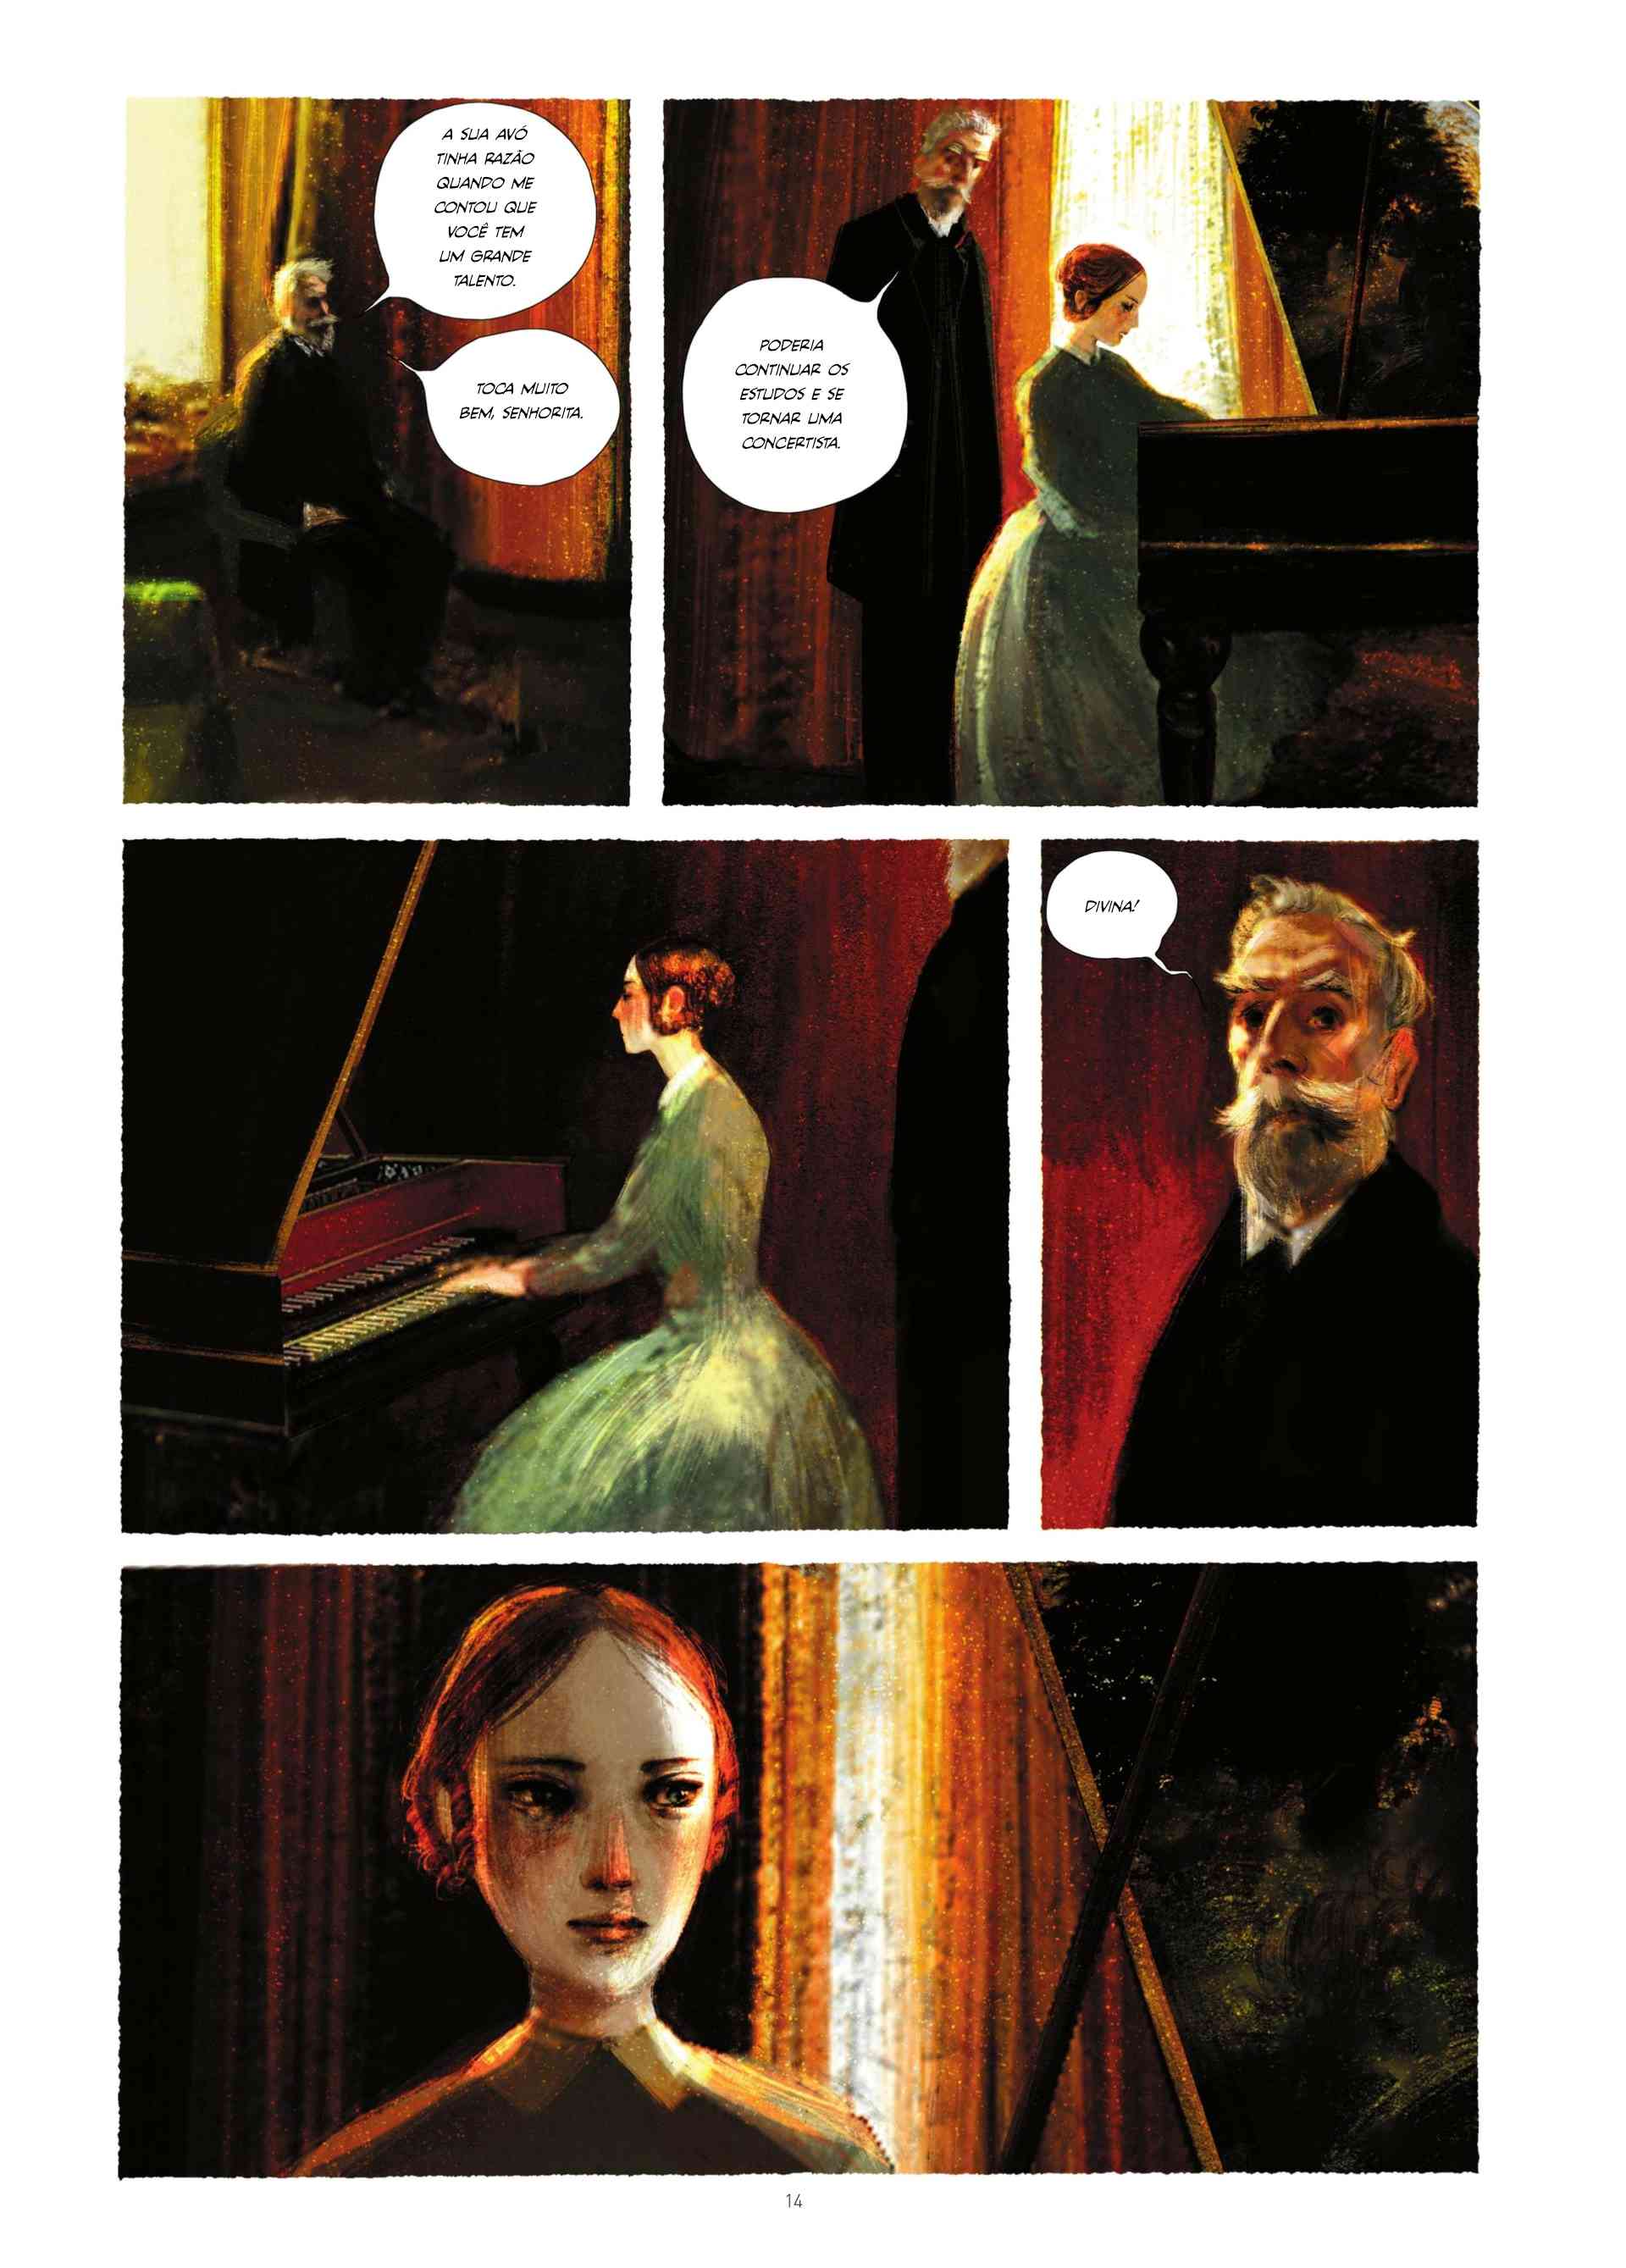 A SUA AVÓ
TINHA RAZÃO
QUANDO ME
CONTOU QUE
VOCÊ TEM
UM GRANDE
TALENTO.
TOCA MUITO
BEM, SENHORITA.
PODERIA
CONTINUAR OS
ESTUDOS E SE
TORNAR UMA
CONCERTISTA.
DIVINA!
14